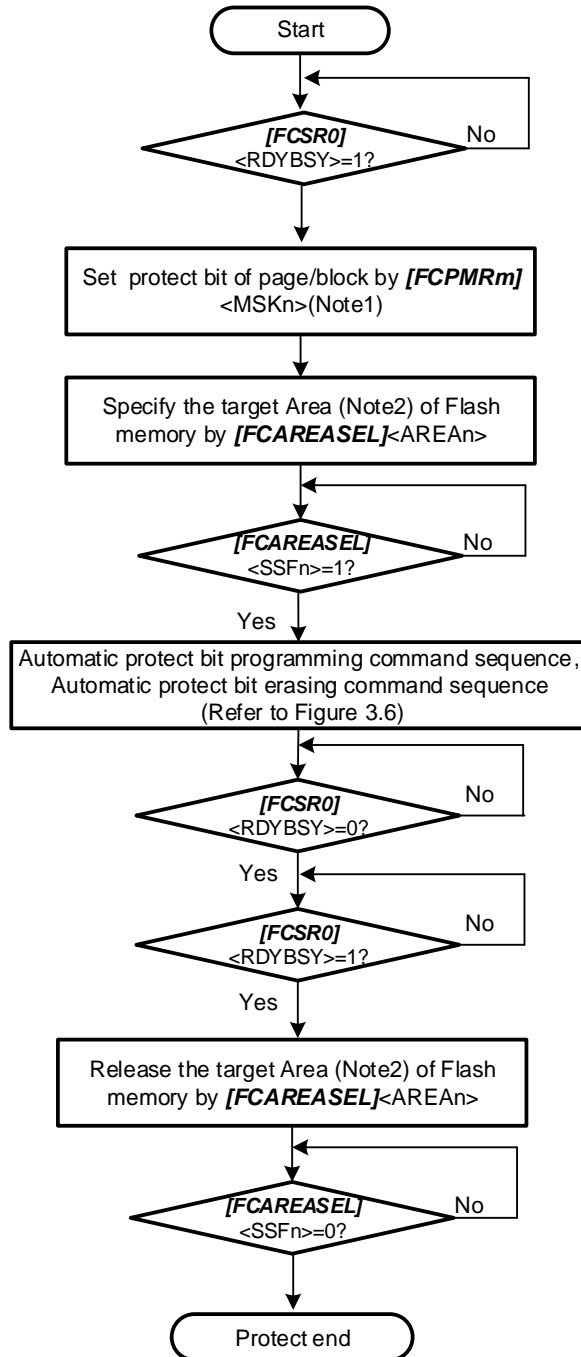 Start
[FCSR0]
<RDYBSY>=1?
No
Set protect bit of page/block by [FCPMRm]
<MSKn>(Note1)
Specify the target Area (Note2) of Flash
memory by [FCAREASEL]<AREAn>
[FCAREASEL]
<SSFn>=1?
No
Yes
Automatic protect bit programming command sequence,
Automatic protect bit erasing command sequence
(Refer to Figure 3.6)
[FCSR0]
<RDYBSY>=0?
No
Yes
[FCSR0]
<RDYBSY>=1?
No
Yes
Release the target Area (Note2) of Flash
memory by [FCAREASEL]<AREAn>
[FCAREASEL]
<SSFn>=0?
No
Protect end